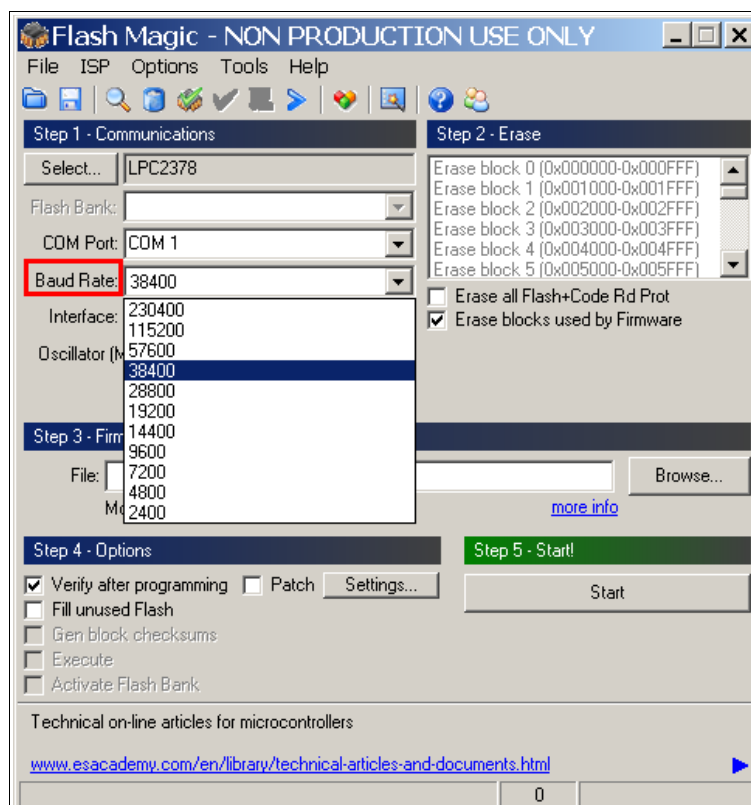 Flash Magic - NON PRODUCTION USE ONLY
File ISP Options Tools Help
Step 1 - Communications
Select... LPC2378
Flash Bank:
COM Port: COM 1
Baud Rate: 38400
Interface:
230400
115200
57600
Oscillator (M
38400
28800
19200
14400
9600
7200
4800
2400
Step 2 - Erase
Erase block 0 (0x000000-0x000FFF)
Erase block 1 (0x001000-0x001FFF)
Erase block 2 (0x002000-0x002FFF)
Erase block 3 (0x003000-0x003FFF)
Erase block 4 (0x004000-0x004FFF)
Erase block 5 (0x005000-0x005FFF)
Erase all Flash+Code Rd Prot
Erase blocks used by Firmware
Step 3 - Firm
File: Browse...
Mo more info
Step 4 - Options
Verify after programming Patch Settings...
Fill unused Flash
Gen block checksums
Execute
Activate Flash Bank
Step 5 - Start!
Start
Technical on-line articles for microcontrollers
www.esacademy.com/en/library/technical-articles-and-documents.html
0